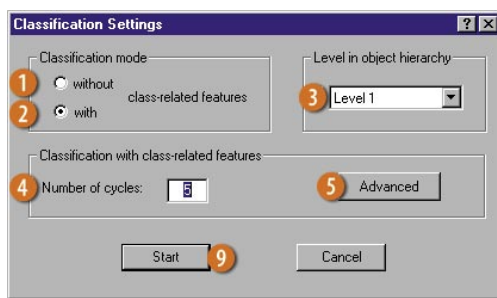 Classification Settings
Classification mode
1 without
class-related features
2 with
Level in object hierarchy
3 Level 1
Classification with class-related features
4 Number of cycles: 5
5 Advanced
Start 9
Cancel